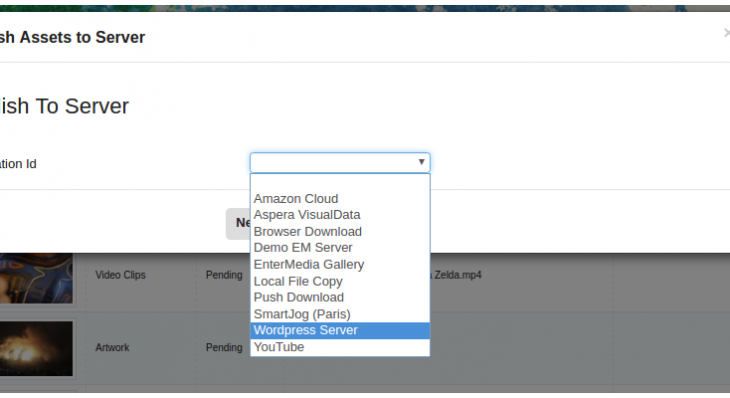 sh Assets to Server
×
lish To Server
ation Id
Amazon Cloud
Aspera VisualData
Browser Download
Demo EM Server
EnterMedia Gallery
Local File Copy
Push Download
SmartJog (Paris)
Wordpress Server
YouTube
Ne
Video Clips Pending Zelda.mp4
Artwork Pending